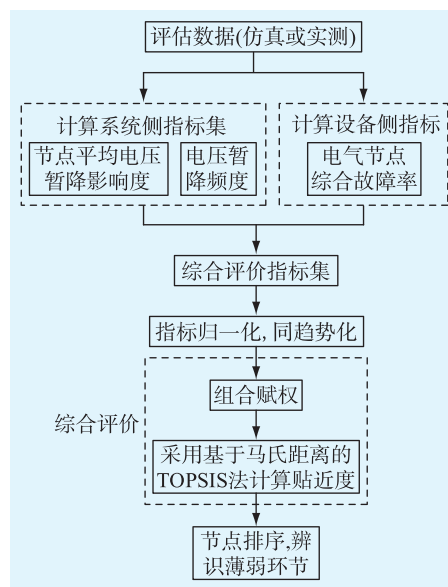 评估数据(仿真或实测)
计算系统侧指标集
节点平均电压
暂降影响度
电压暂
降频度
计算设备侧指标
电气节点
综合故障率
综合评价指标集
指标归一化,同趋势化
综合评价
组合赋权
采用基于马氏距离的
TOPSIS法计算贴近度
节点排序,辨
识薄弱环节